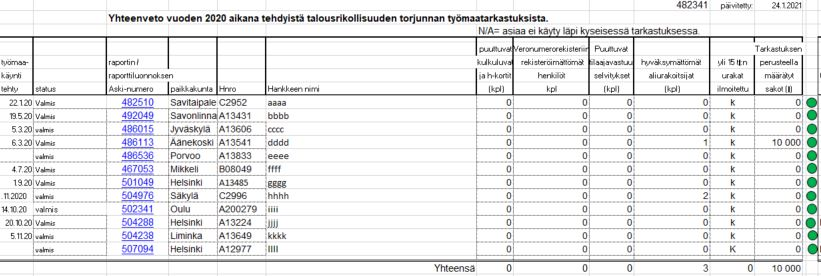 482341 päivitetty: 24.1.2021
Yhteenveto vuoden 2020 aikana tehdyistä talousrikollisuuden torjunnan työmaatarkastuksista.
N/A= asiaa ei käyty läpi kyseisessä tarkastuksessa.
puuttuvat Veronumerorekisteriin Puuttuvat Tarkastuksen
työmaa- raportin / kulkuluvat rekisteröimättömät tilaajavastuu hyväksymättömät yli 15 t perusteella
käynti raporttiluonnoksen ja h-kortit henkilöt selvitykset aliurakoitsijat urakat määrätyt
tehty status Aski-numero paikkakunta Hnro Hankkeen nimi (kpl) kpl (kpl) (kpl) ilmoitettu sakot
22.1.20 Valmis 482510 Savitaipale C2952 aaaa 0 0 0 0 k 0
19.5.20 Valmis 492049 Savonlinna A13431 bbbb 0 0 0 0 k 0
5.3.20 Valmis 486015 Jyväskylä A13606 cccc 0 0 0 0 k 0
6.3.20 Valmis 486113 Äänekoski A13541 dddd 0 0 0 1 k 10 000
valmis 486536 Porvoo A13833 eeee 0 0 0 0 k 0
4.7.20 Valmis 467053 Mikkeli B08049 ffff 0 0 0 0 k 0
1.9.20 Valmis 501049 Helsinki A13485 gggg 0 0 0 0 k 0
.11.2020 valmis 504976 Säkylä C2996 hhhh 0 0 0 2 k 0
14.10.20 valmis 502341 Oulu A200279 iiii 0 0 0 0 k 0
20.10.20 Valmis 504288 Helsinki A13224 jjjj 0 0 0 0 k 0
5.11.20 Valmis 504238 Liminka A13649 kkkk 0 0 0 0 k 0
valmis 507094 Helsinki A12977 llll 0 0 0 0 K 0
Yhteensä 0 0 0 3 0 10 000